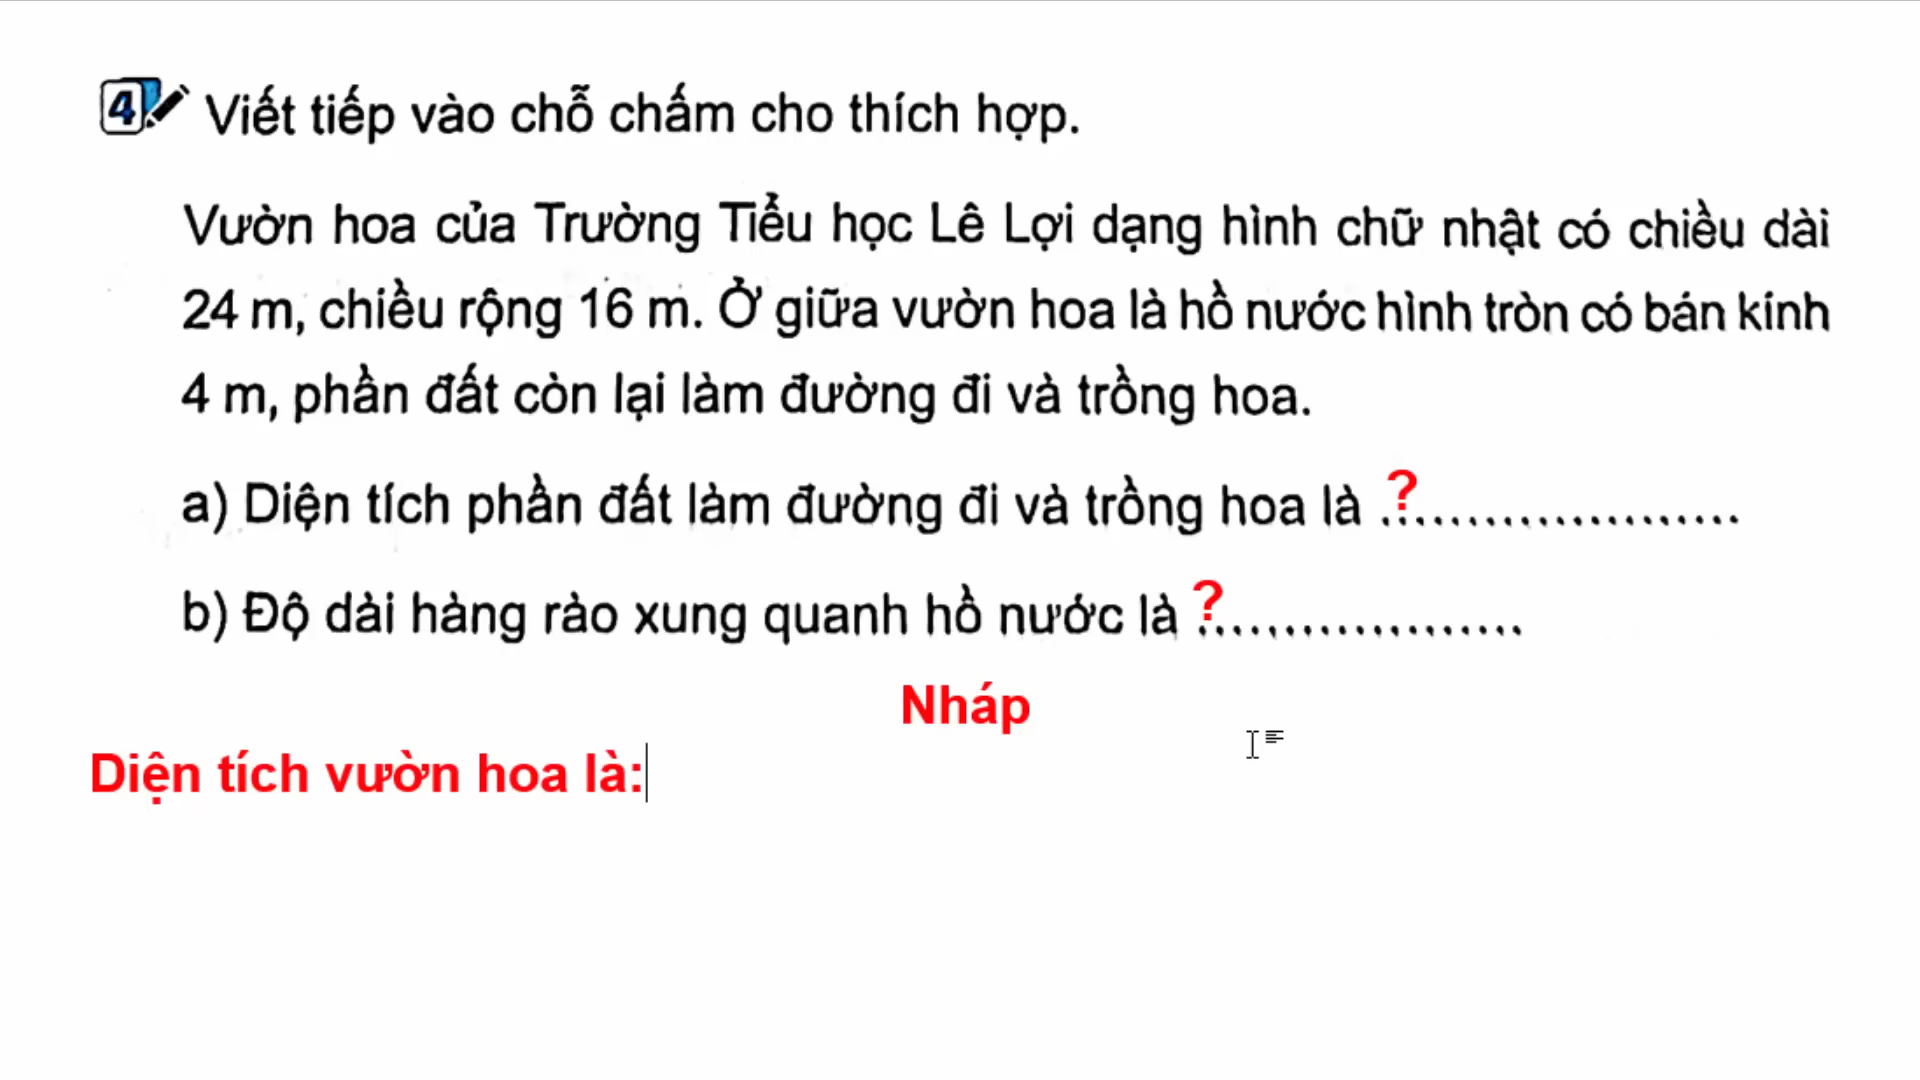 4 Viết tiếp vào chỗ chấm cho thích hợp.
Vườn hoa của Trường Tiểu học Lê Lợi dạng hình chữ nhật có chiều dài
24 m, chiều rộng 16 m. Ở giữa vườn hoa là hồ nước hình tròn có bán kính
4 m, phần đất còn lại làm đường đi và trồng hoa.
a) Diện tích phần đất làm đường đi và trồng hoa là ?.....................
b) Độ dài hàng rào xung quanh hồ nước là ?....................
Nháp
Diện tích vườn hoa là: